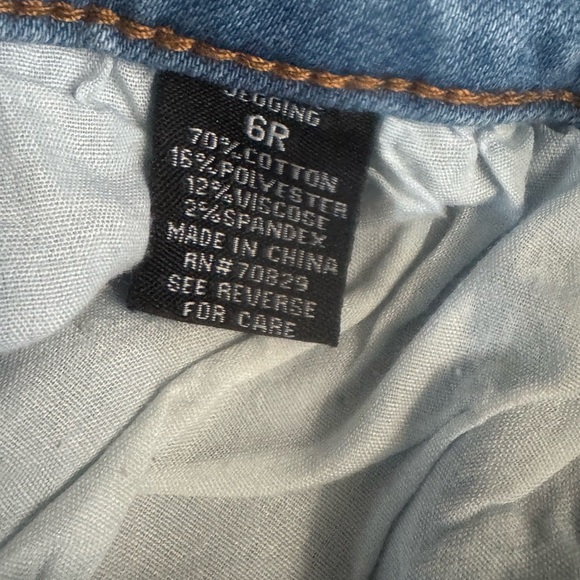 JEGGING
6R
70% COTTON
16% POLYESTER
12% VISCOSE
2% SPANDEX
MADE IN CHINA
RN# 70829
SEE REVERSE
FOR CARE